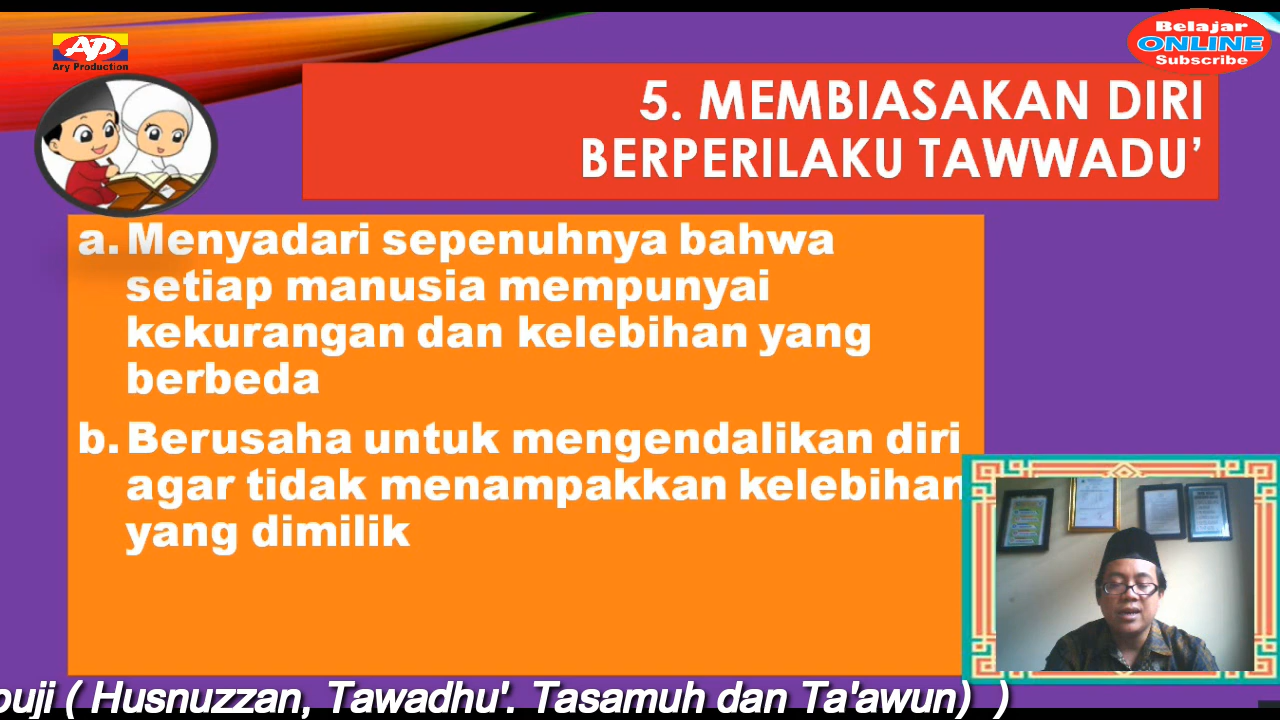 AP
Ary Production
Belajar
ONLINE
Subscribe
5. MEMBIASAKAN DIRI
BERPERILAKU TAWWADU’
a. Menyadari sepenuhnya bahwa
setiap manusia mempunyai
kekurangan dan kelebihan yang
berbeda
b. Berusaha untuk mengendalikan diri
agar tidak menampakkan kelebihan
yang dimilik
puji ( Husnuzzan, Tawadhu'. Tasamuh dan Ta'awun) )